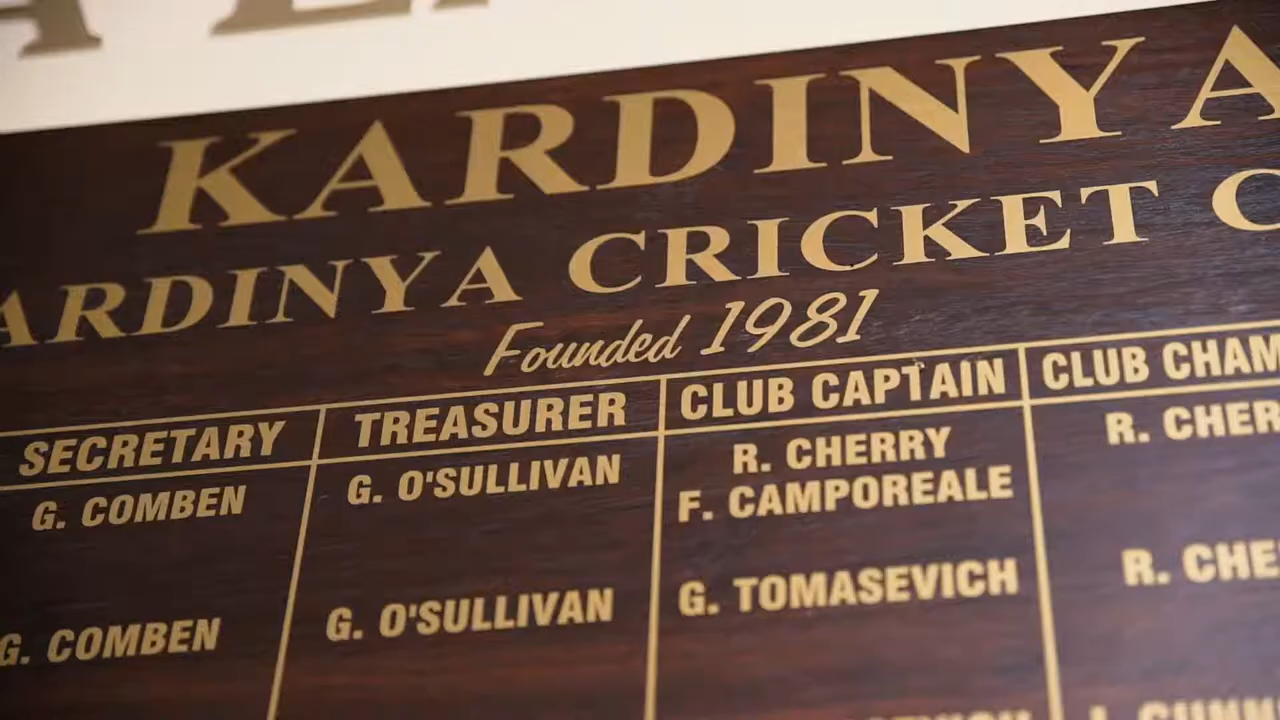 KARDINYA
KARDINYA CRICKET C
Founded 1981
SECRETARY TREASURER CLUB CAPTAIN CLUB CHAM
G. COMBEN G. O'SULLIVAN R. CHERRY R. CHER
F. CAMPOREALE
G. COMBEN G. O'SULLIVAN G. TOMASEVICH R. CHE